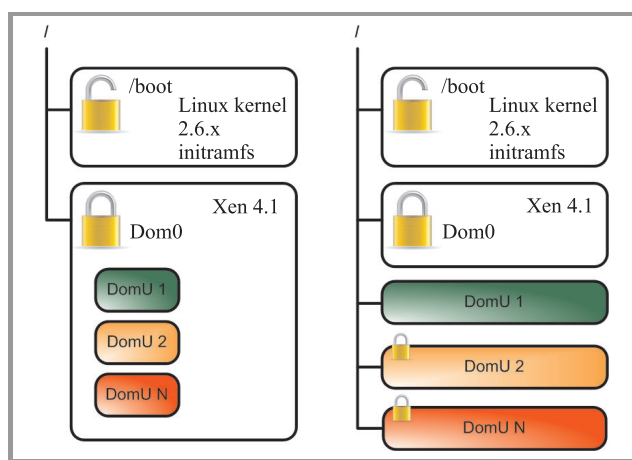 /
/boot
Linux kernel
2.6.x
initramfs
Xen 4.1
Dom0
DomU 1
DomU 2
DomU N
/
/boot
Linux kernel
2.6.x
initramfs
Xen 4.1
Dom0
DomU 1
DomU 2
DomU N